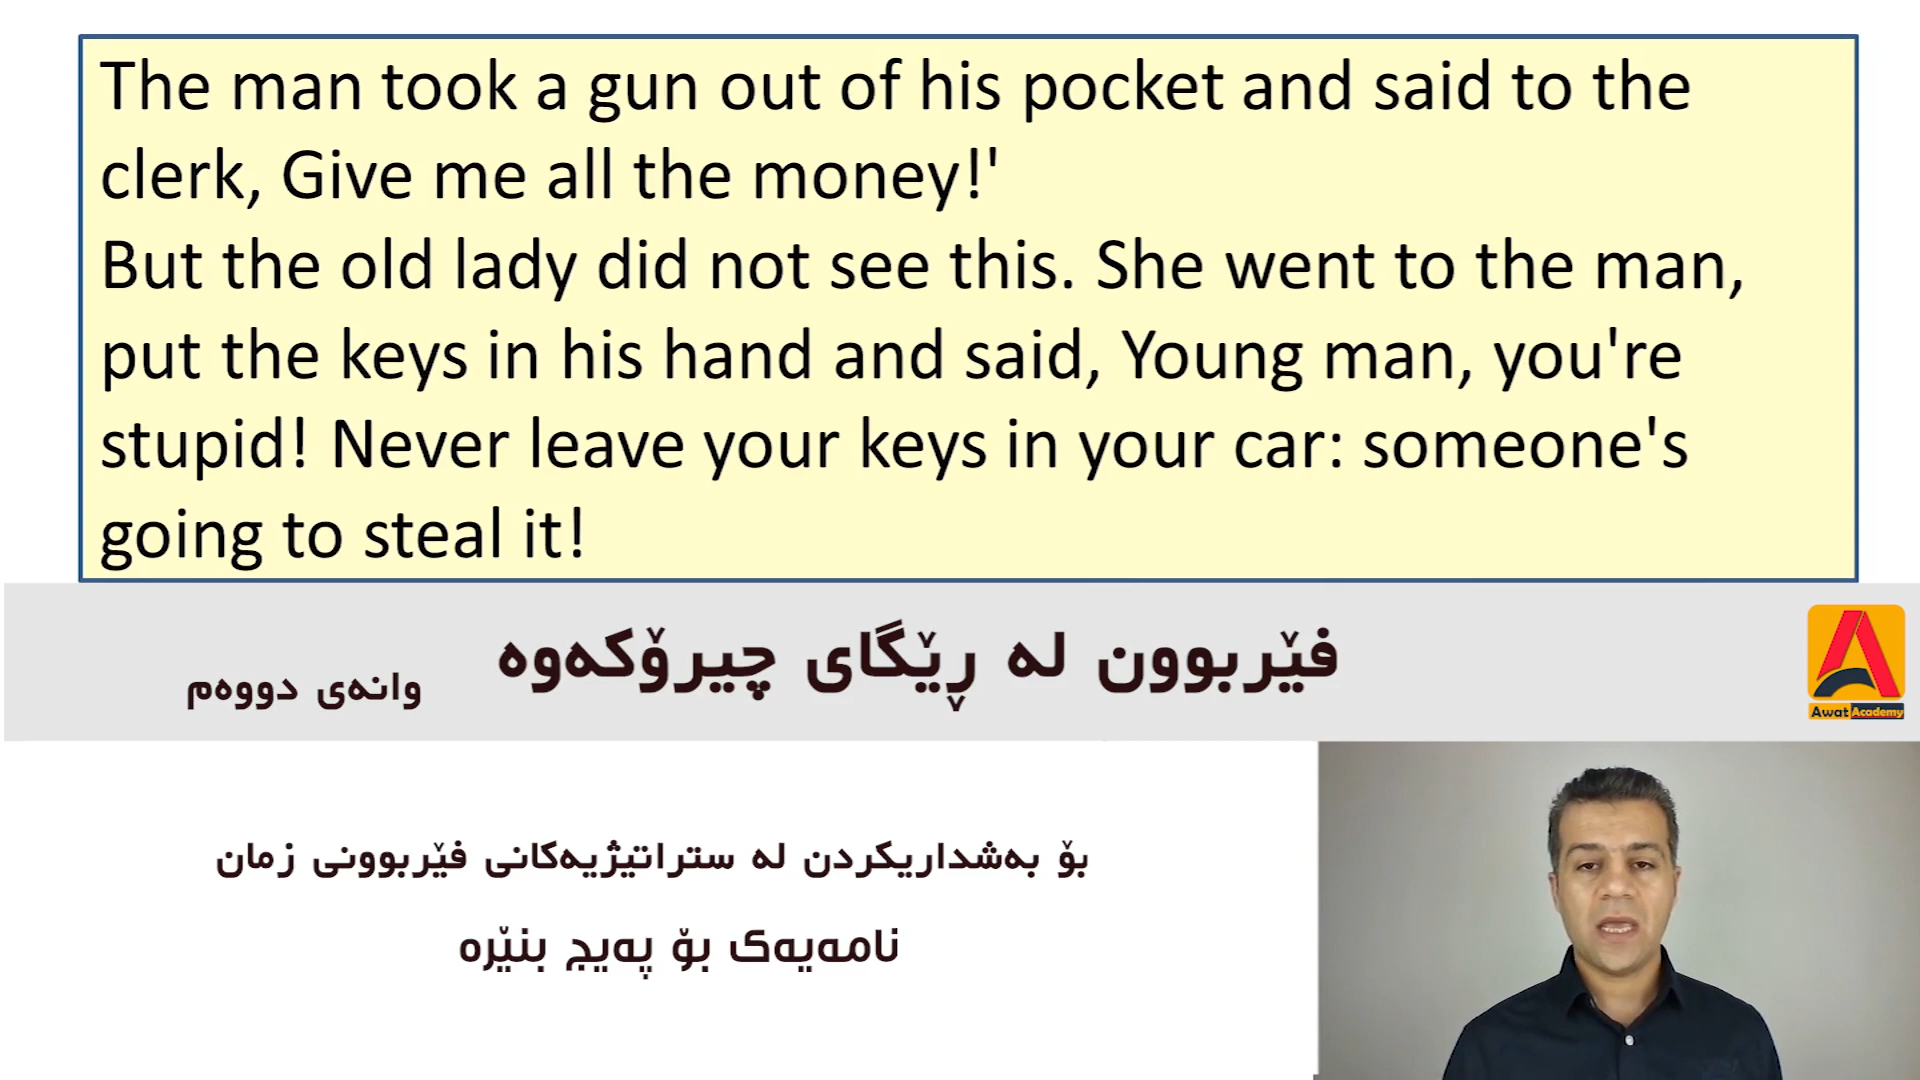 The man took a gun out of his pocket and said to the
clerk, Give me all the money!'
But the old lady did not see this. She went to the man,
put the keys in his hand and said, Young man, you're
stupid! Never leave your keys in your car: someone's
going to steal it!
فێربوون لە ڕێگای چیرۆکەوە
وانەی دووەم
Awat Academy
بۆ بەشداریکردن لە ستراتیژیەکانی فێربوونی زمان
نامەیەک بۆ پەیج بنێرە